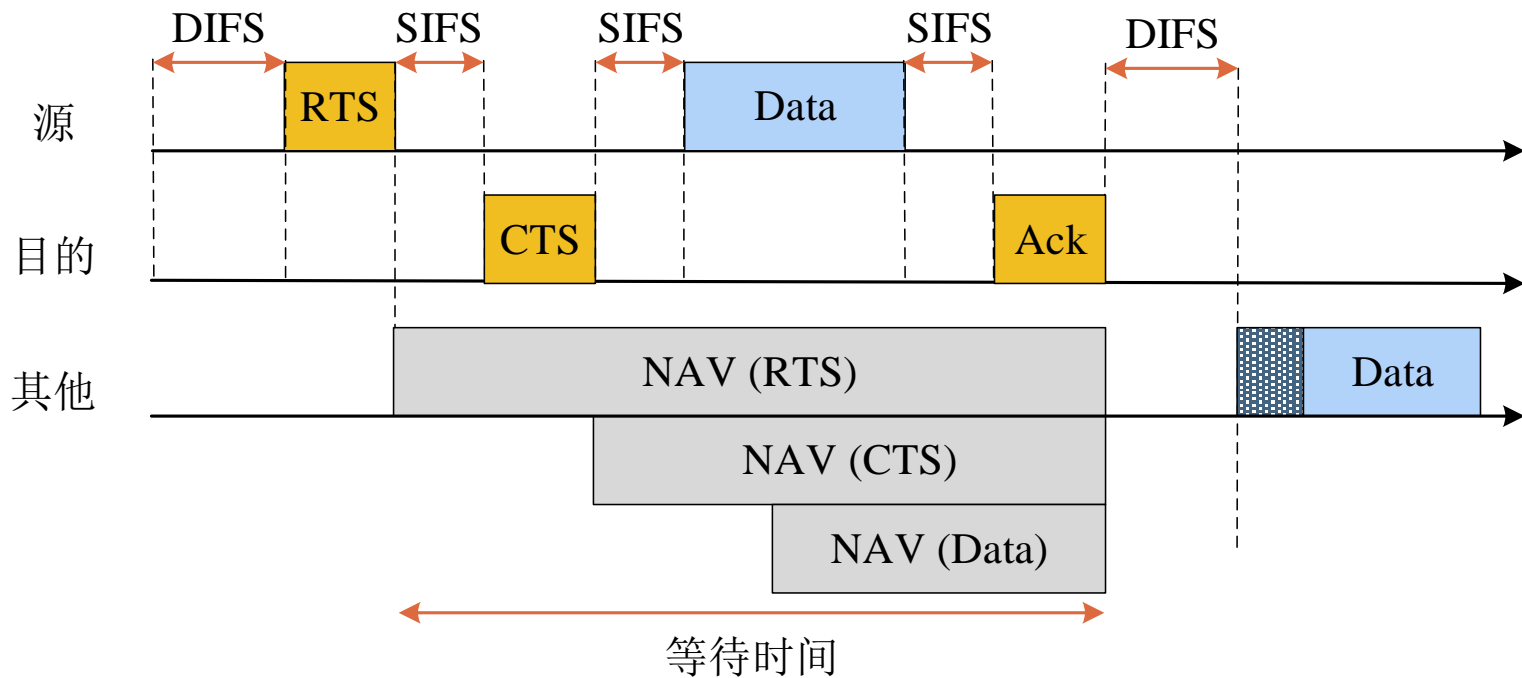 DIFS SIFS SIFS SIFS DIFS
源 RTS Data
目的 CTS Ack
其他 NAV (RTS) Data
NAV (CTS)
NAV (Data)
等待时间